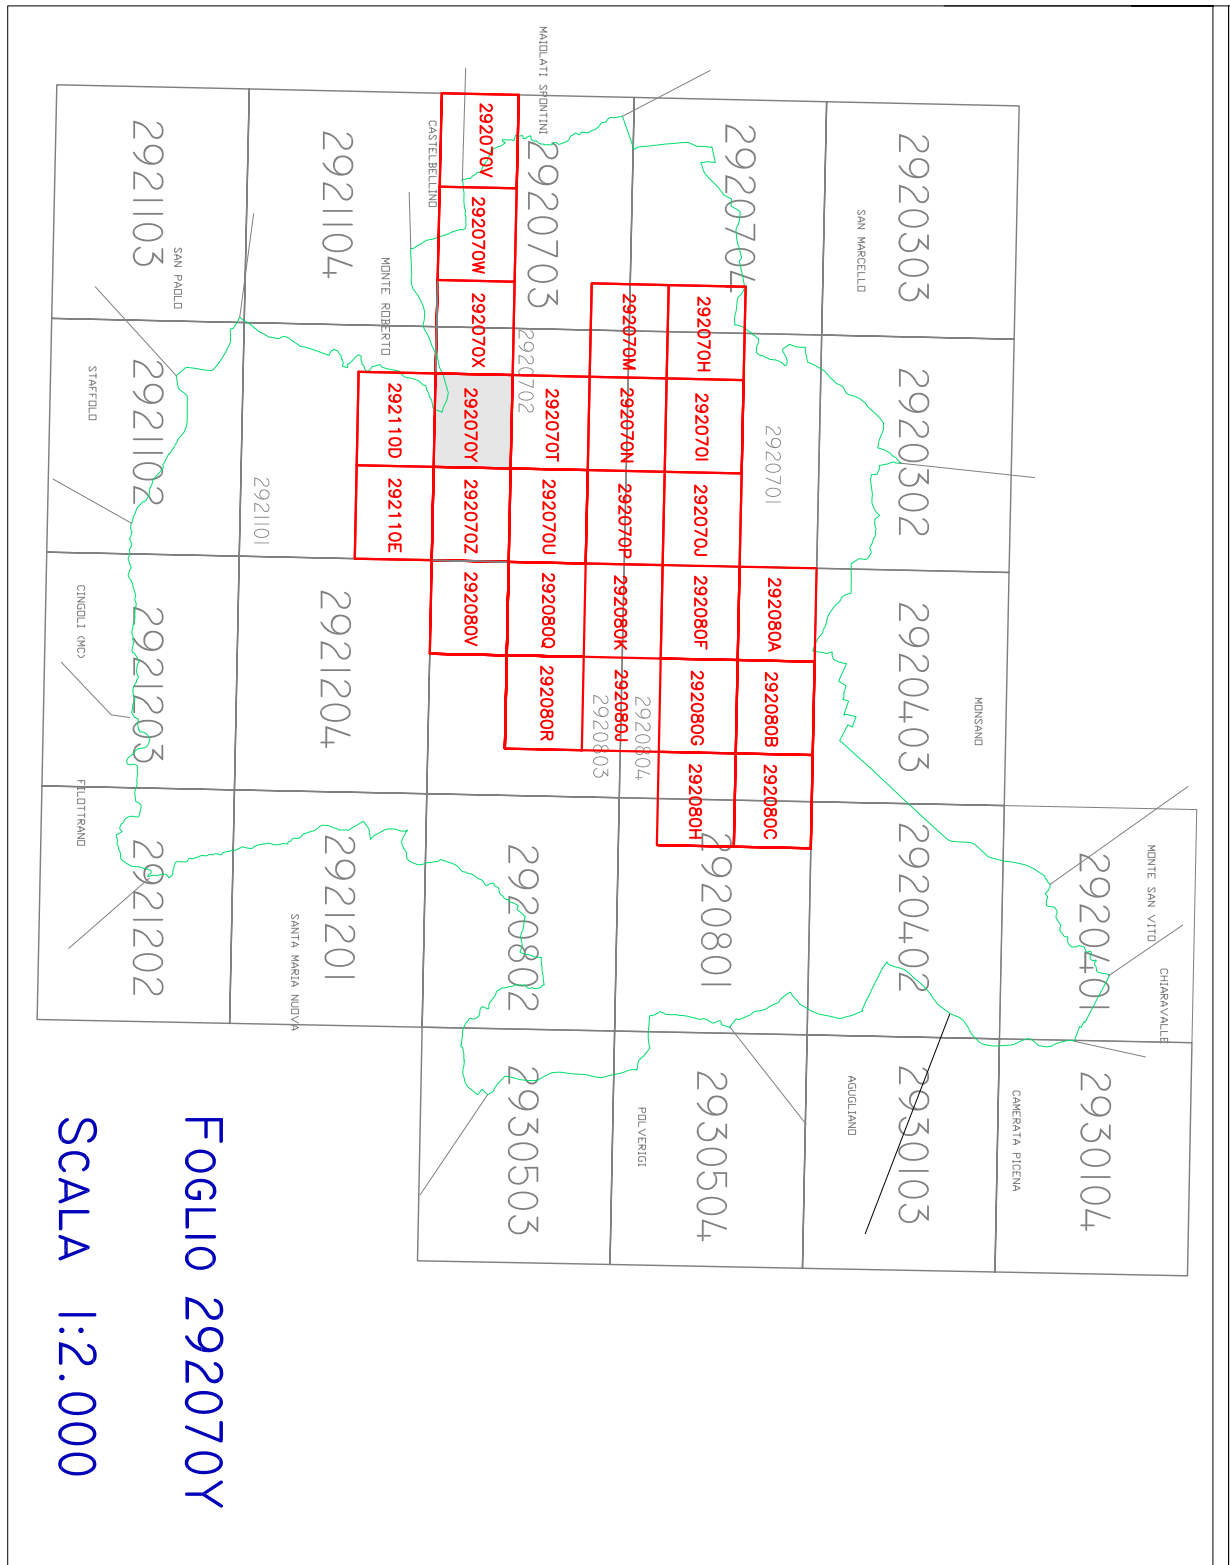 CHIARAVALLE
MONTE SAN VITO
2920401
2930104
CAMERATA PICENA
MONSANO
2920303
2920302
2920403
2920402
2930103
SAN MARCELLO
AGUGLIANO
2920704
2920701
292080A
292080B
292080C
2920801
2930504
292070H
292070I
292070J
292080F
292080G
292080H
2920804
POLVERIGI
292070M
292070N
292070P
292080K
292080J
2920803
MAIOLATI SPONTINI
2920703
2920702
292070T
292070U
292080Q
292080R
2920802
2930503
292070V
292070W
292070X
292070Y
292070Z
292080V
CASTELBELLINO
MONTE ROBERTO
292110D
292110E
2921104
2921204
2921201
SANTA MARIA NUOVA
2921101
SAN PAOLO
2921103
2921102
2921203
2921202
STAFFOLO
CINGOLI (MC)
FILOTTRANO
FOGLIO 292070Y
SCALA 1:2.000